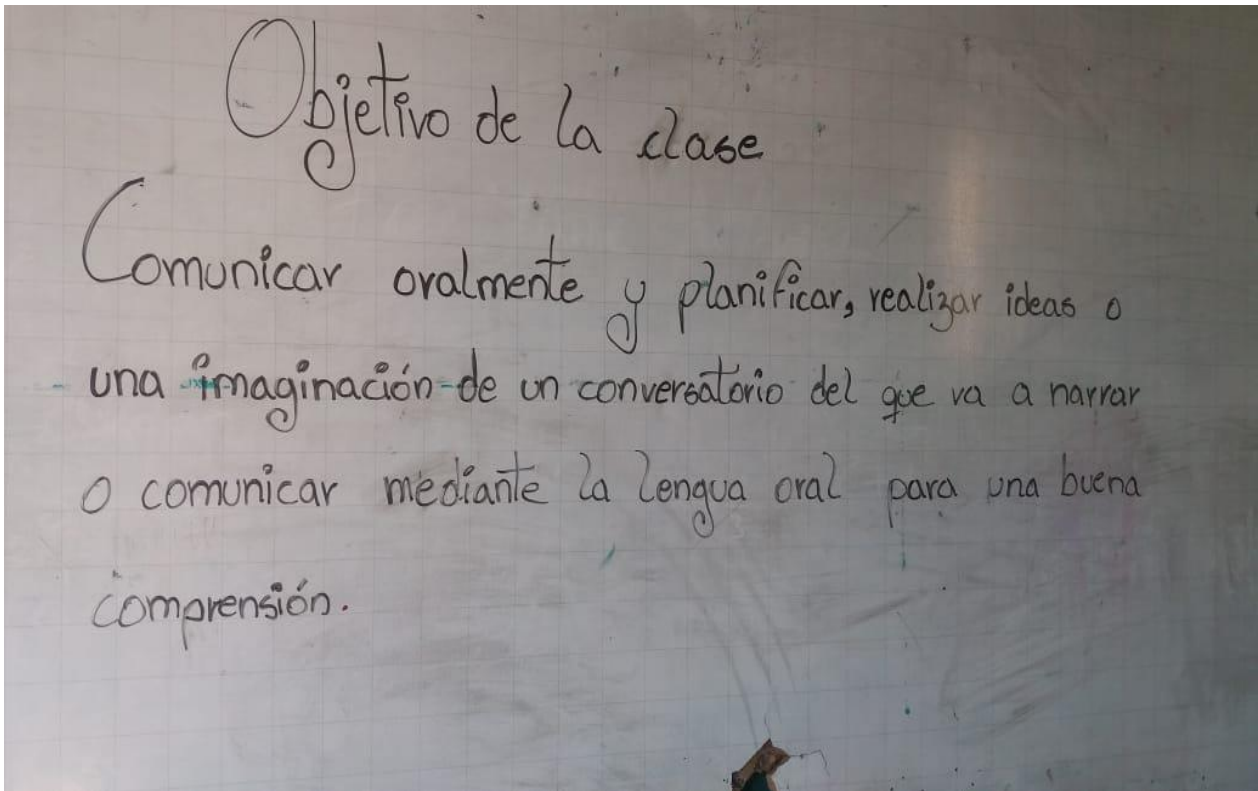 Objetivo de la clase
Comunicar oralmente y planificar, realizar ideas o
una imaginación de un conversatorio del que va a narrar
o comunicar mediante la lengua oral para una buena
comprensión.